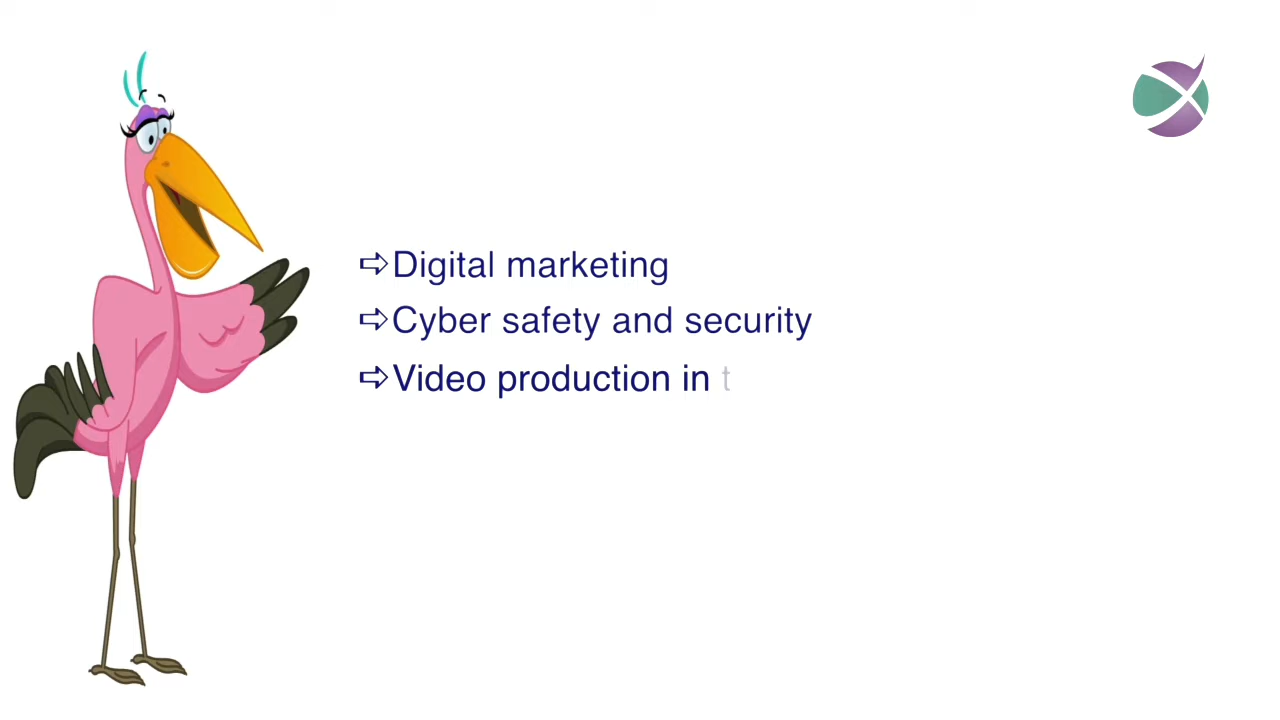 ⇨Digital marketing
⇨Cyber safety and security
⇨Video production in t